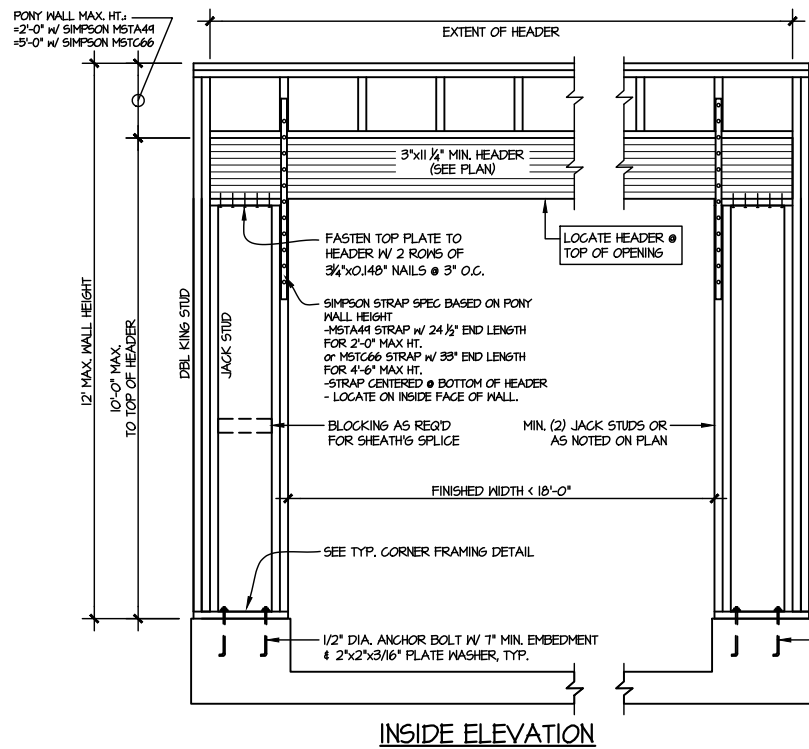 PONY WALL MAX. HT.:
=2'-0" W/ SIMPSON MSTA49
=5'-0" W/ SIMPSON MSTC66
EXTENT OF HEADER
3"x11 1/4" MIN. HEADER
(SEE PLAN)
FASTEN TOP PLATE TO
HEADER W/ 2 ROWS OF
3 1/4"x0.148" NAILS @ 3" O.C.
LOCATE HEADER @
TOP OF OPENING
SIMPSON STRAP SPEC BASED ON PONY
WALL HEIGHT
-MSTA49 STRAP W/ 24 1/2" END LENGTH
FOR 2'-0" MAX HT.
or MSTC66 STRAP W/ 33" END LENGTH
FOR 4'-6" MAX HT.
-STRAP CENTERED @ BOTTOM OF HEADER
- LOCATE ON INSIDE FACE OF WALL.
12' MAX. WALL HEIGHT
10'-0" MAX.
TO TOP OF HEADER
DBL KING STUD
JACK STUD
BLOCKING AS REQ'D
FOR SHEATH'G SPLICE
MIN. (2) JACK STUDS OR
AS NOTED ON PLAN
FINISHED WIDTH < 18'-0"
SEE TYP. CORNER FRAMING DETAIL
1/2" DIA. ANCHOR BOLT W/ 7" MIN. EMBEDMENT
& 2"x2"x3/16" PLATE WASHER, TYP.
INSIDE ELEVATION